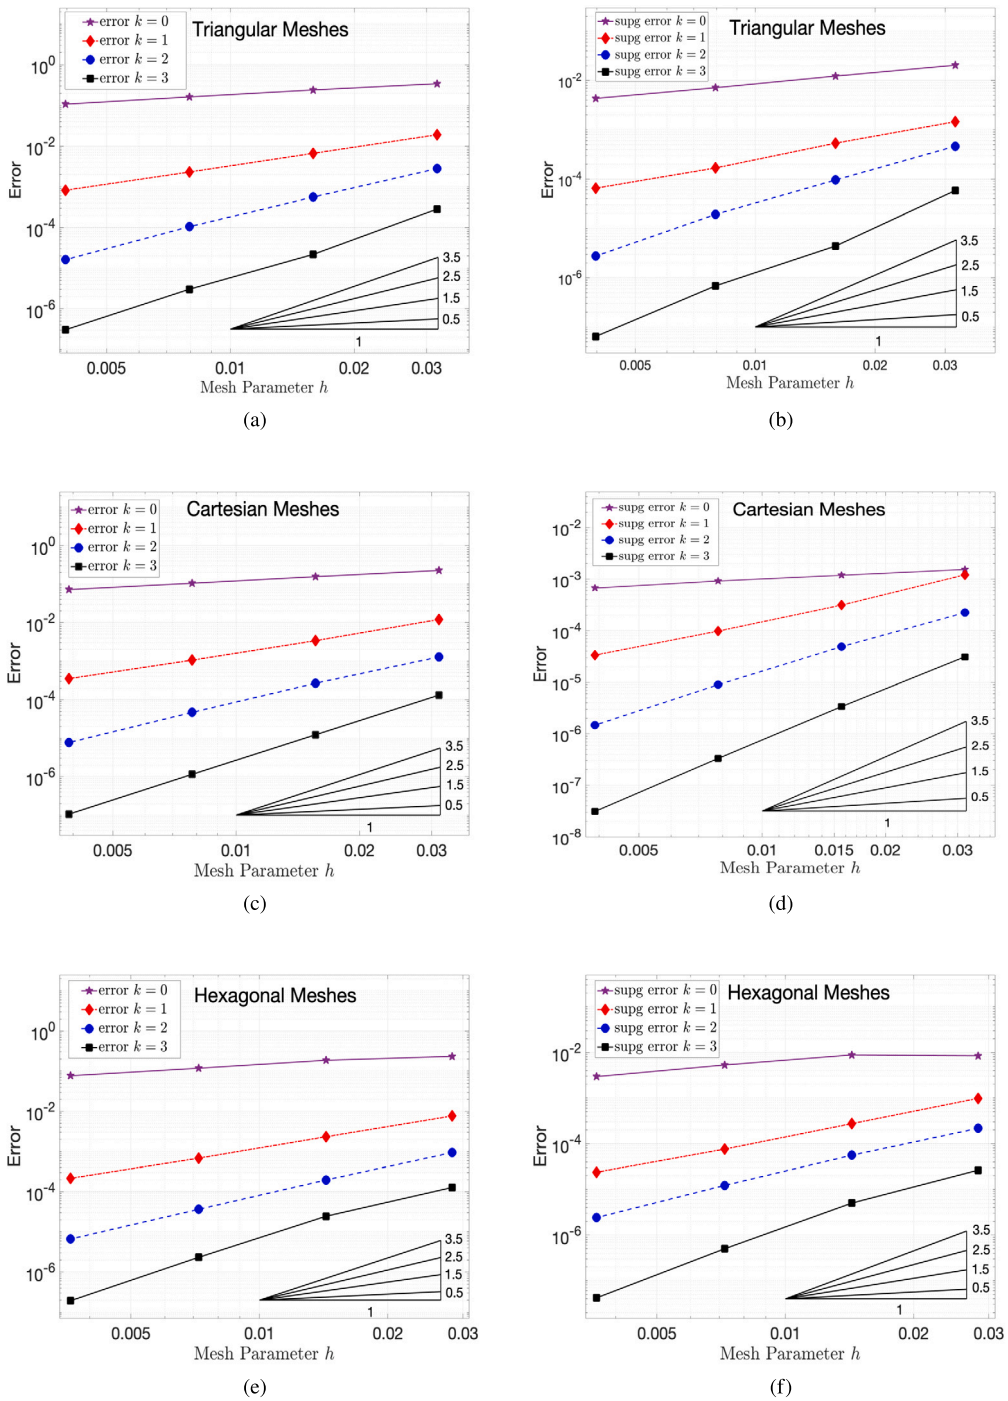 error k = 0
error k = 1
error k = 2
error k = 3
Triangular Meshes
10^0
10^-2
10^-4
10^-6
Error
3.5
2.5
1.5
0.5
1
0.005
0.01
0.02
0.03
Mesh Parameter h
(a)
supg error k = 0
supg error k = 1
supg error k = 2
supg error k = 3
Triangular Meshes
10^-2
10^-4
10^-6
Error
3.5
2.5
1.5
0.5
1
0.005
0.01
0.02
0.03
Mesh Parameter h
(b)
error k = 0
error k = 1
error k = 2
error k = 3
Cartesian Meshes
10^0
10^-2
10^-4
10^-6
Error
3.5
2.5
1.5
0.5
1
0.005
0.01
0.02
0.03
Mesh Parameter h
(c)
supg error k = 0
supg error k = 1
supg error k = 2
supg error k = 3
Cartesian Meshes
10^-2
10^-3
10^-4
10^-5
10^-6
10^-7
10^-8
Error
3.5
2.5
1.5
0.5
1
0.005
0.01
0.015
0.02
0.03
Mesh Parameter h
(d)
error k = 0
error k = 1
error k = 2
error k = 3
Hexagonal Meshes
10^0
10^-2
10^-4
10^-6
Error
3.5
2.5
1.5
0.5
1
0.005
0.01
0.02
0.03
Mesh Parameter h
(e)
supg error k = 0
supg error k = 1
supg error k = 2
supg error k = 3
Hexagonal Meshes
10^-2
10^-4
10^-6
Error
3.5
2.5
1.5
0.5
1
0.005
0.01
0.02
0.03
Mesh Parameter h
(f)